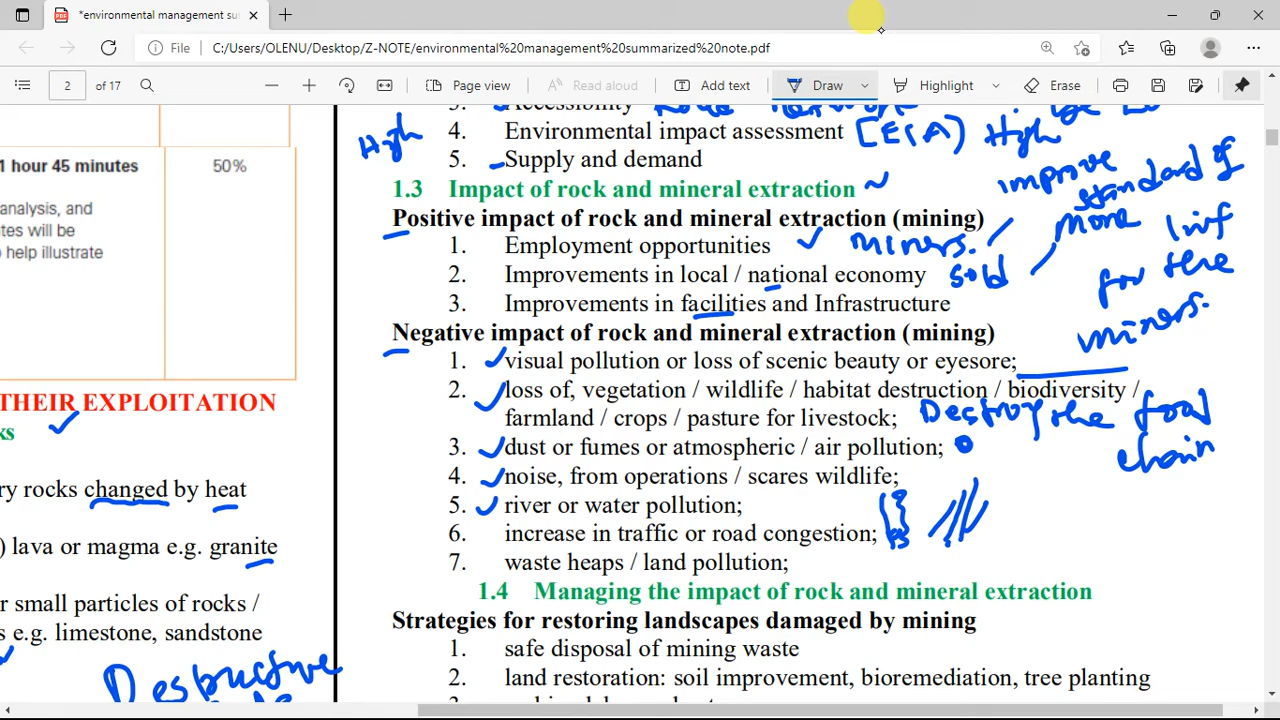 *environmental management su
File C:/Users/OLENU/Desktop/Z-NOTE/environmental%20management%20summarized%20note.pdf
2 of 17 Page view Read aloud Add text Draw Highlight Erase
4. Environmental impact assessment [EIA) High
High
5. Supply and demand
1 hour 45 minutes 50%
analysis, and
tes will be
o help illustrate
THEIR EXPLOITATION
ks
ry rocks changed by heat
) lava or magma e.g. granite
r small particles of rocks /
s e.g. limestone, sandstone
Destructive
1.3 Impact of rock and mineral extraction
Positive impact of rock and mineral extraction (mining)
1. Employment opportunities miners.
2. Improvements in local / national economy sold
3. Improvements in facilities and Infrastructure
improve
standard of
more
for the
miners.
Negative impact of rock and mineral extraction (mining)
1. visual pollution or loss of scenic beauty or eyesore;
2. loss of, vegetation / wildlife / habitat destruction / biodiversity /
farmland / crops / pasture for livestock; Destroy the food
chain
3. dust or fumes or atmospheric / air pollution;
4. noise, from operations / scares wildlife;
5. river or water pollution;
6. increase in traffic or road congestion;
7. waste heaps / land pollution;
1.4 Managing the impact of rock and mineral extraction
Strategies for restoring landscapes damaged by mining
1. safe disposal of mining waste
2. land restoration: soil improvement, bioremediation, tree planting